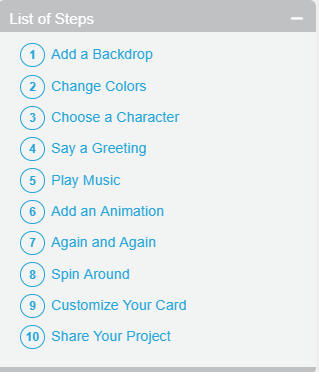 List of Steps
1 Add a Backdrop
2 Change Colors
3 Choose a Character
4 Say a Greeting
5 Play Music
6 Add an Animation
7 Again and Again
8 Spin Around
9 Customize Your Card
10 Share Your Project